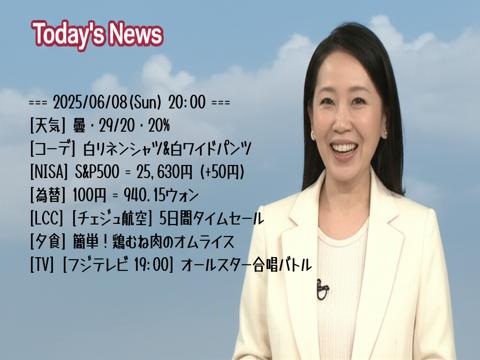 Today's News
=== 2025/06/08(Sun) 20:00 ===
[天気] 曇・29/20・20%
[コーデ] 白リネンシャツ&白ワイドパンツ
[NISA] S&P500 = 25,630円 (+50円)
[為替] 100円 = 940.15ウォン
[LCC] [チェジュ航空] 5日間タイムセール
[夕食] 簡単！鶏むね肉のオムライス
[TV] [フジテレビ 19:00] オールスター合唱バトル